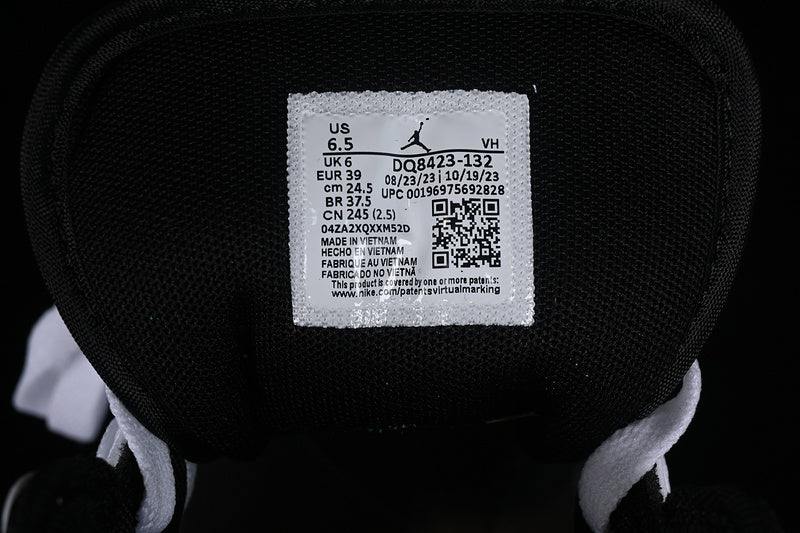 US
6.5 VH
UK 6 DQ8423-132
EUR 39 08/23/23 | 10/19/23
cm 24.5 UPC 00196975692828
BR 37.5
CN 245 (2.5)
04ZA2XQXXM52D
MADE IN VIETNAM
HECHO EN VIETNAM
FABRIQUE AU VIETNAM
FABRICADO NO VIETNÃ
This product is covered by one or more patents:
www.nike.com/patentsvirtualmarking